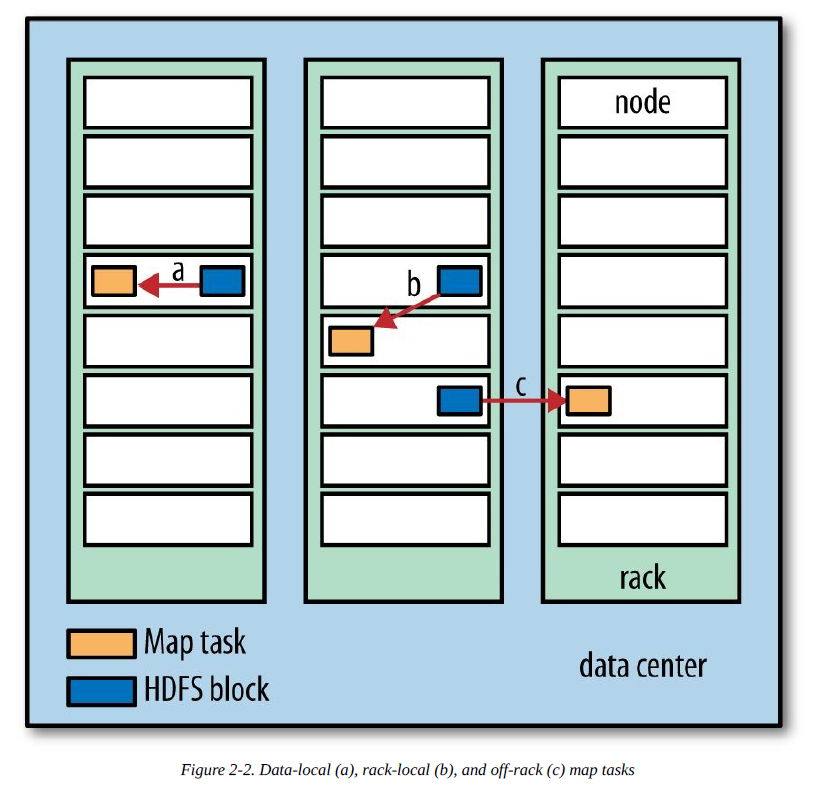 node
a
b
c
rack
Map task
HDFS block
data center
Figure 2-2. Data-local (a), rack-local (b), and off-rack (c) map tasks